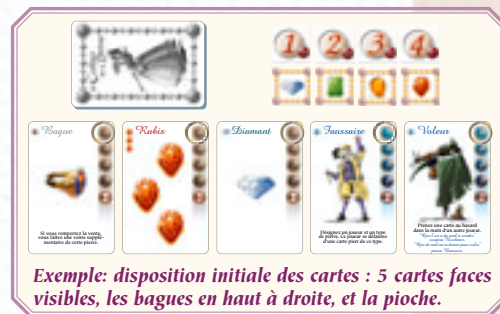 1 2 3 4
Bague
Rubis
Diamant
Faussaire
Voleur
Si vous remportez la vente,
vous faites une vente supplé-
mentaire de cette pierre.
Désignez un joueur et un type
de pierre. Ce joueur se défausse
d'une carte pierre de ce type.
Prenez une carte au hasard
dans la main d'un autre joueur.
Exemple: disposition initiale des cartes : 5 cartes faces
visibles, les bagues en haut à droite, et la pioche.